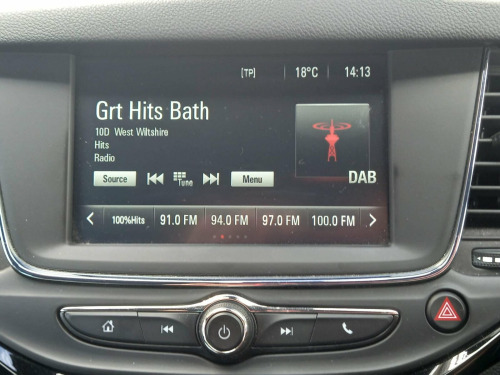 [TP] 18°C 14:13
Grt Hits Bath
10D West Wiltshire
Hits
Radio
Source Tune Menu DAB
100%Hits 91.0 FM 94.0 FM 97.0 FM 100.0 FM